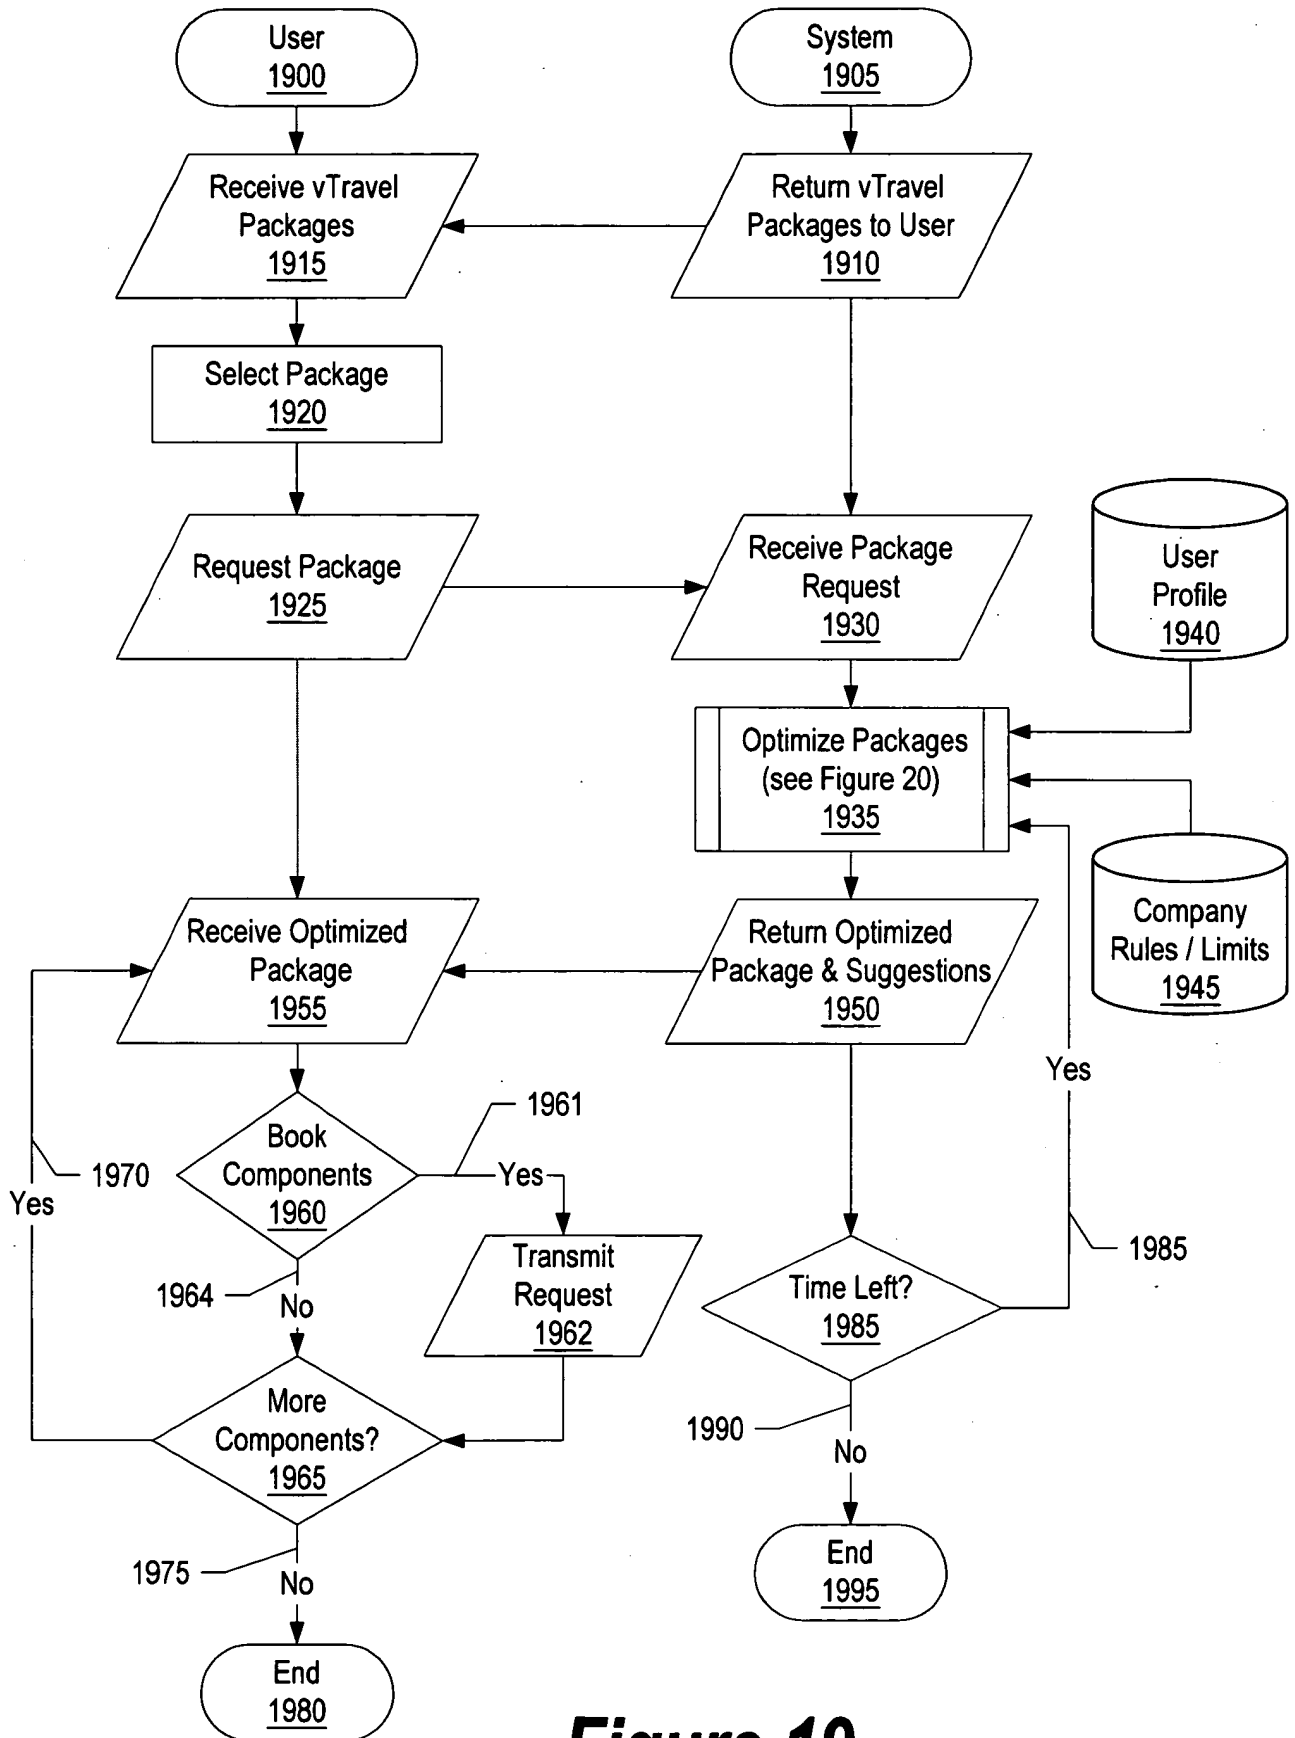 User
1900
System
1905
Receive vTravel
Packages
1915
Return vTravel
Packages to User
1910
Select Package
1920
Request Package
1925
Receive Package
Request
1930
User
Profile
1940
Optimize Packages
(see Figure 20)
1935
Company
Rules / Limits
1945
Receive Optimized
Package
1955
Return Optimized
Package & Suggestions
1950
Yes
1961
Book
Components
1960
Yes
1970
Yes
Transmit
Request
1962
1964
No
Time Left?
1985
1985
More
Components?
1965
1990
No
1975
No
End
1995
End
1980
Figure 19